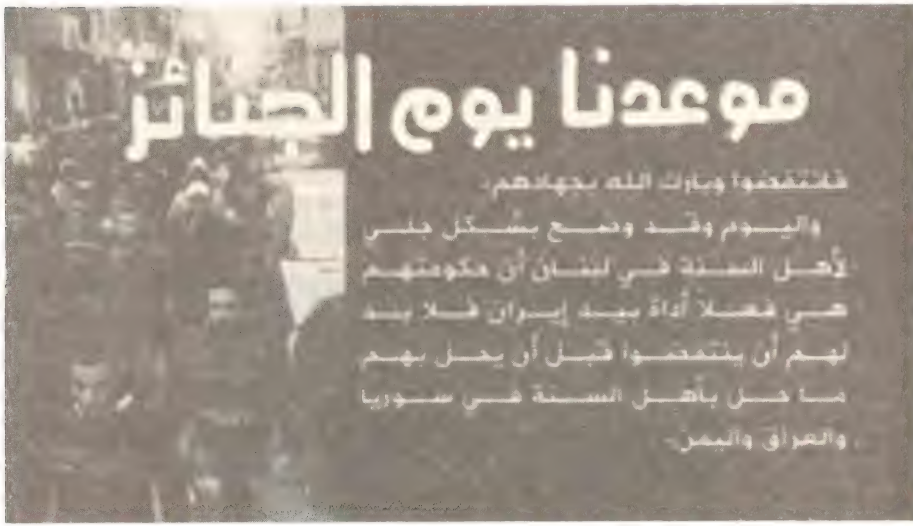 موعدنا يوم الجنائز
فانتفضوا وبارك الله بجهادهم.
واليوم وقد وضح بشكل جلي
لأهل السنة في لبنان أن حكومتهم
هي فعلاً أداة بيد إيران فلا بد
لهم أن ينتفضوا قبل أن يحل بهم
ما حل بأهل السنة في سوريا
والعراق واليمن.